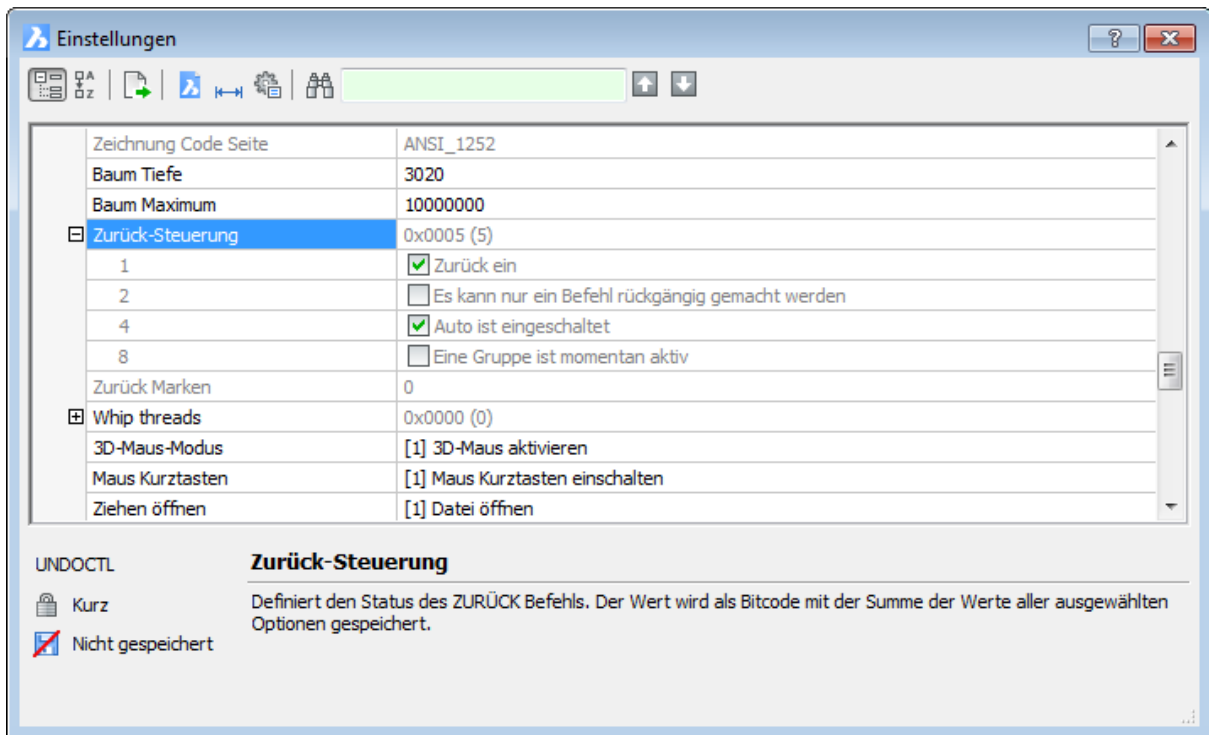 Einstellungen
Zeichnung Code Seite ANSI_1252
Baum Tiefe 3020
Baum Maximum 10000000
Zurück-Steuerung 0x0005 (5)
1 Zurück ein
2 Es kann nur ein Befehl rückgängig gemacht werden
4 Auto ist eingeschaltet
8 Eine Gruppe ist momentan aktiv
Zurück Marken 0
Whip threads 0x0000 (0)
3D-Maus-Modus [1] 3D-Maus aktivieren
Maus Kurztasten [1] Maus Kurztasten einschalten
Ziehen öffnen [1] Datei öffnen
UNDOCTL Zurück-Steuerung
Kurz Definiert den Status des ZURÜCK Befehls. Der Wert wird als Bitcode mit der Summe der Werte aller ausgewählten
Optionen gespeichert.
Nicht gespeichert